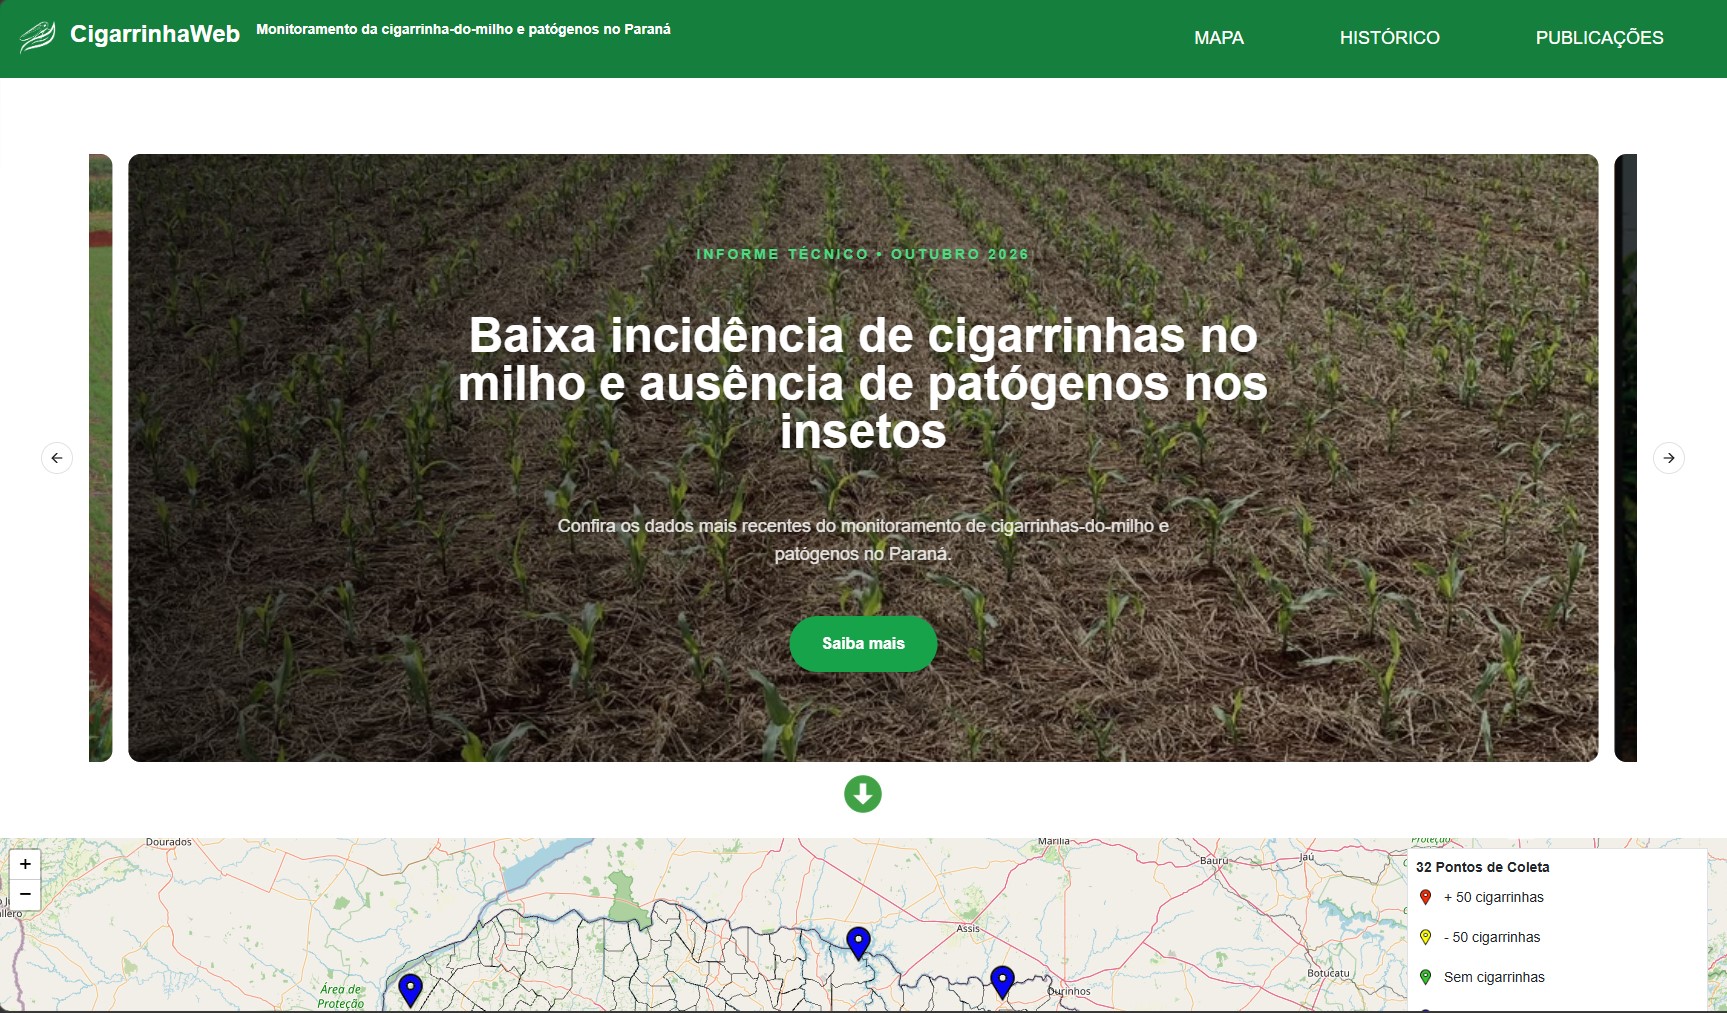 CigarrinhaWeb
Monitoramento da cigarrinha-do-milho e patógenos no Paraná
MAPA
HISTÓRICO
PUBLICAÇÕES
INFORME TÉCNICO • OUTUBRO 2026
Baixa incidência de cigarrinhas no
milho e ausência de patógenos nos
insetos
Confira os dados mais recentes do monitoramento de cigarrinhas-do-milho e
patógenos no Paraná.
Saiba mais
+
−
Dourados
Marília
Bauru
Jaú
Assis
Botucatu
Ourinhos
Área de
Proteção
Proteção
32 Pontos de Coleta
+ 50 cigarrinhas
- 50 cigarrinhas
Sem cigarrinhas